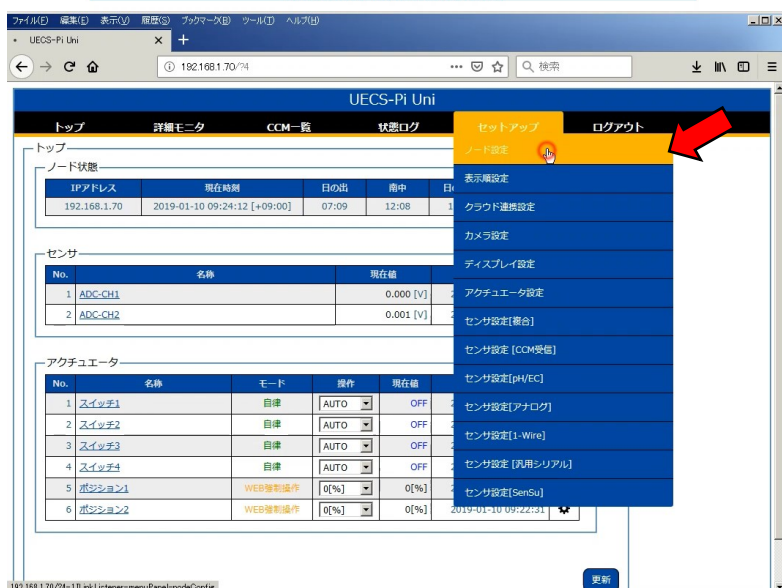 ファイル(F) 編集(E) 表示(V) 履歴(S) ブックマーク(B) ツール(T) ヘルプ(H)
UECS-Pi Uni
192.168.1.70/?4
検索
UECS-Pi Uni
トップ 詳細モニタ CCM一覧 状態ログ セットアップ ログアウト
トップ
ノード状態
IPアドレス 現在時刻 日の出 南中
192.168.1.70 2019-01-10 09:24:12 [+09:00] 07:09 12:08
センサ
No. 名称 現在値
1 ADC-CH1 0.000 [V]
2 ADC-CH2 0.001 [V]
アクチュエータ
No. 名称 モード 操作 現在値
1 スイッチ1 自律 AUTO OFF
2 スイッチ2 自律 AUTO OFF
3 スイッチ3 自律 AUTO OFF
4 スイッチ4 自律 AUTO OFF
5 ポジション1 WEB強制操作 0[%] 0[%]
6 ポジション2 WEB強制操作 0[%] 0[%] 2019-01-10 09:22:31
ノード設定
表示順設定
クラウド連携設定
カメラ設定
ディスプレイ設定
アクチュエータ設定
センサ設定[複合]
センサ設定 [CCM受信]
センサ設定[pH/EC]
センサ設定[アナログ]
センサ設定[1-Wire]
センサ設定 [汎用シリアル]
センサ設定[SenSu]
更新